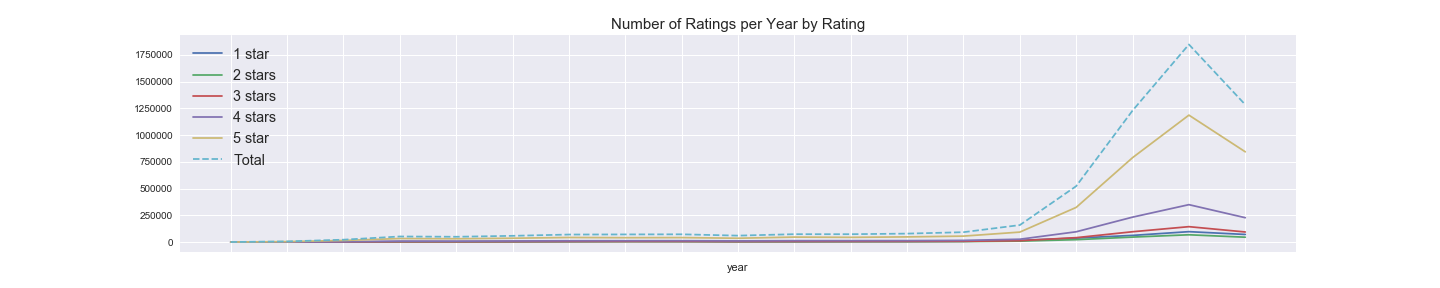 Number of Ratings per Year by Rating
1750000
1500000
1250000
1000000
750000
500000
250000
0
1 star
2 stars
3 stars
4 stars
5 star
Total
year